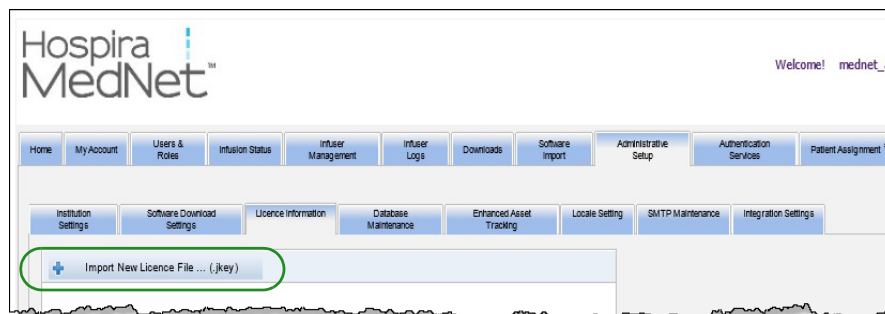 Hospira
MedNet™
Welcome! mednet_
Home
My Account
Users &
Roles
Infusion Status
Infuser
Management
Infuser
Logs
Downloads
Software
Import
Administrative
Setup
Authentication
Services
Patient Assignment
Institution
Settings
Software Download
Settings
Licence Information
Database
Maintenance
Enhanced Asset
Tracking
Locale Setting
SMTP Maintenance
Integration Settings
Import New Licence File ... (.jkey)